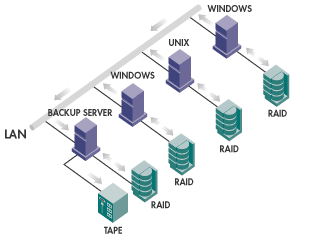 WINDOWS
UNIX
WINDOWS
RAID
BACKUP SERVER
LAN
RAID
RAID
RAID
TAPE